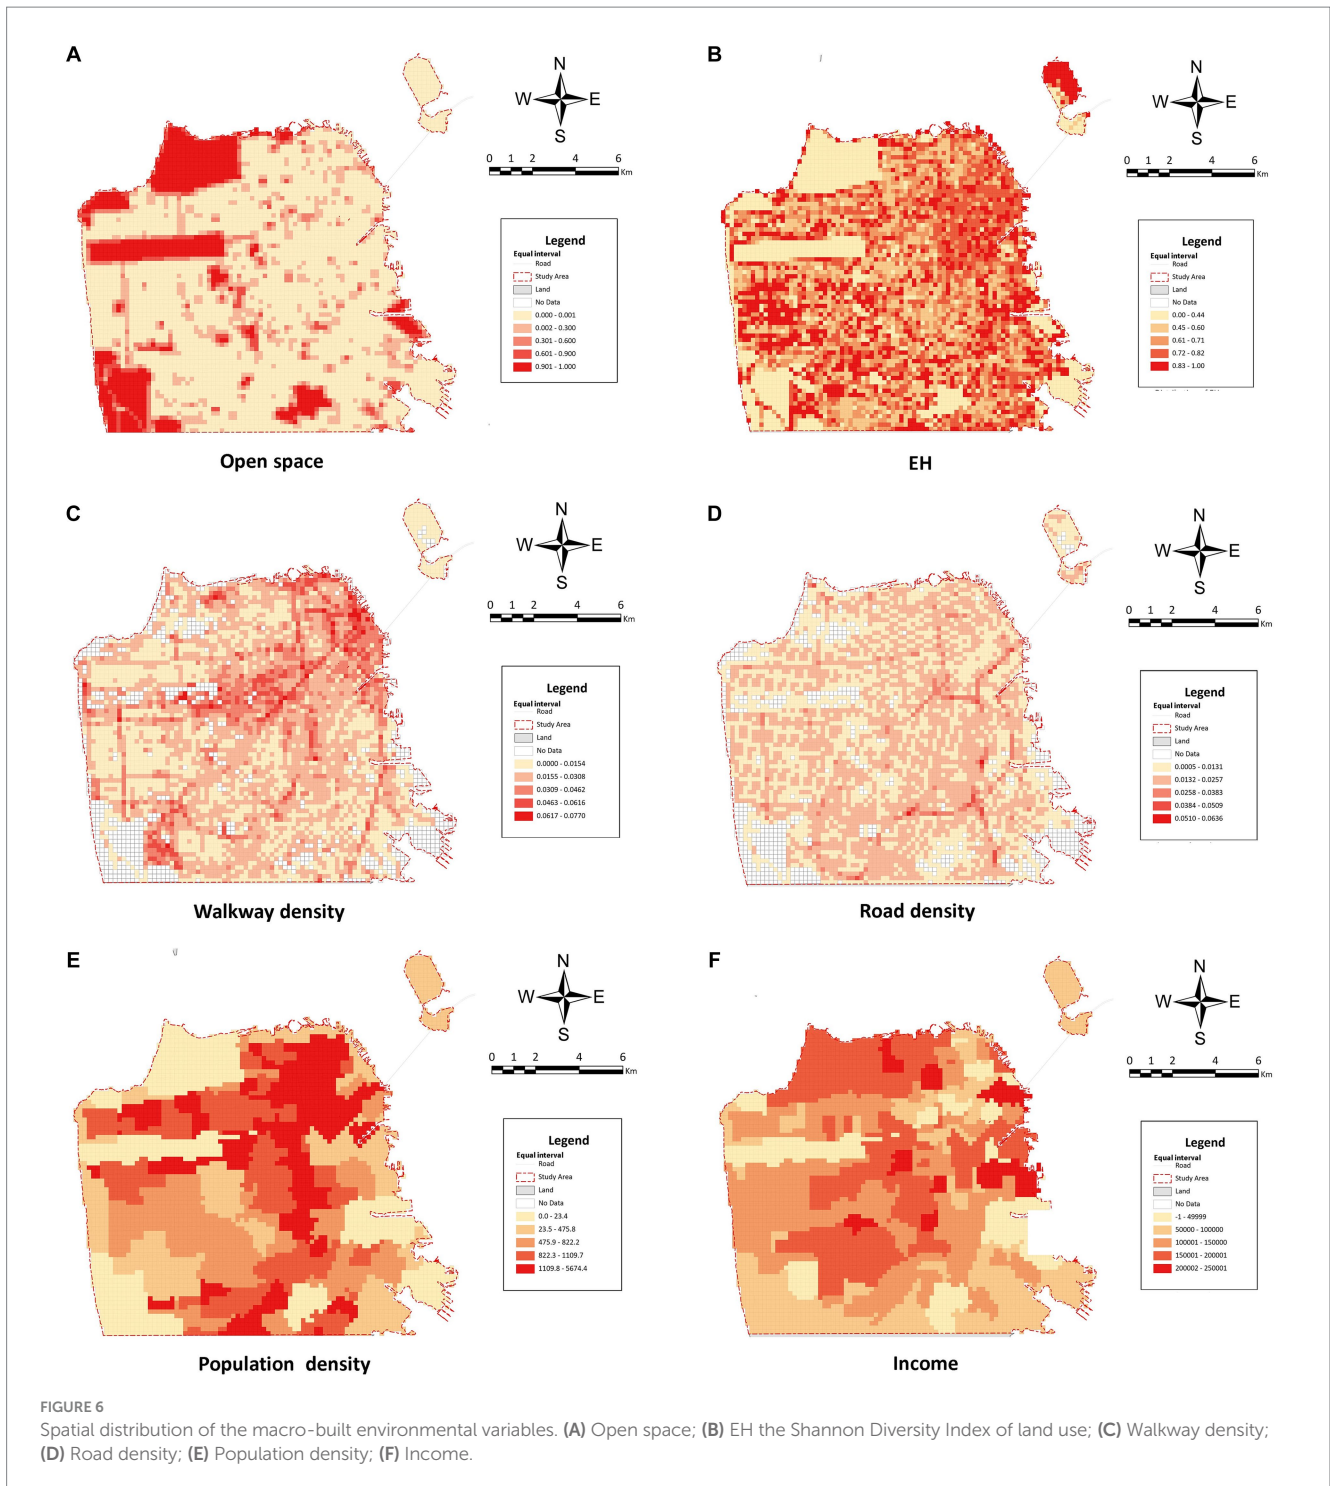 A
N
W E
S
0 1 2 4 6
Km
Legend
Equal interval
Road
Study Area
Land
No Data
0.000 - 0.001
0.002 - 0.300
0.301 - 0.600
0.601 - 0.900
0.901 - 1.000
Open space
B
N
W E
S
0 1 2 4 6
Km
Legend
Equal interval
Road
Study Area
Land
No Data
0.00 - 0.44
0.45 - 0.60
0.61 - 0.71
0.72 - 0.82
0.83 - 1.00
EH
C
N
W E
S
0 1 2 4 6
Km
Legend
Equal interval
Road
Study Area
Land
No Data
0.0000 - 0.0154
0.0155 - 0.0308
0.0309 - 0.0462
0.0463 - 0.0616
0.0617 - 0.0770
Walkway density
D
N
W E
S
0 1 2 4 6
Km
Legend
Equal interval
Road
Study Area
Land
No Data
0.0005 - 0.0131
0.0132 - 0.0257
0.0258 - 0.0383
0.0384 - 0.0509
0.0510 - 0.0636
Road density
E
N
W E
S
0 1 2 4 6
Km
Legend
Equal interval
Road
Study Area
Land
No Data
0.0 - 23.4
23.5 - 475.8
475.9 - 822.2
822.3 - 1109.7
1109.8 - 5674.4
Population density
F
N
W E
S
0 1 2 4 6
Km
Legend
Equal interval
Road
Study Area
Land
No Data
-1 - 49999
50000 - 100000
100001 - 150000
150001 - 200001
200002 - 250001
Income
FIGURE 6
Spatial distribution of the macro-built environmental variables. (A) Open space; (B) EH the Shannon Diversity Index of land use; (C) Walkway density;
(D) Road density; (E) Population density; (F) Income.